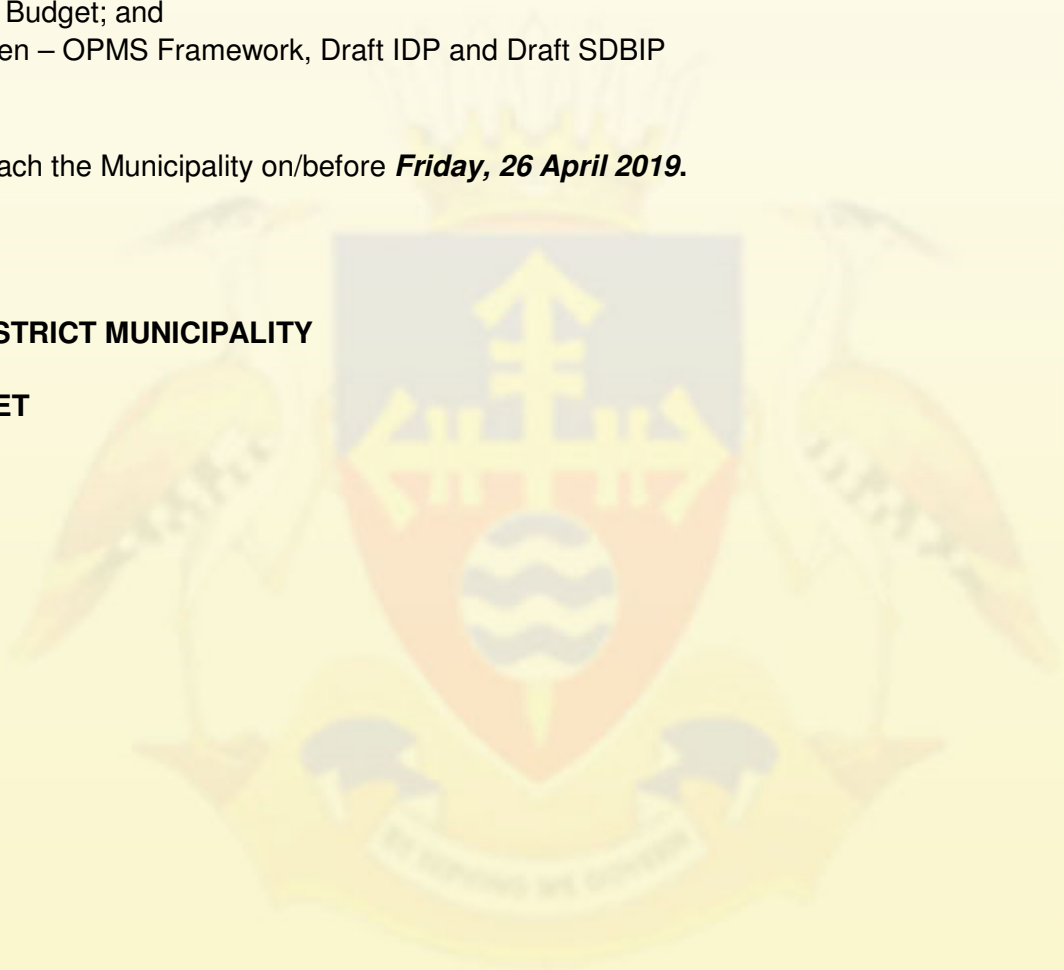 Budget; and
en – OPMS Framework, Draft IDP and Draft SDBIP
ach the Municipality on/before Friday, 26 April 2019.
STRICT MUNICIPALITY
ET
WE